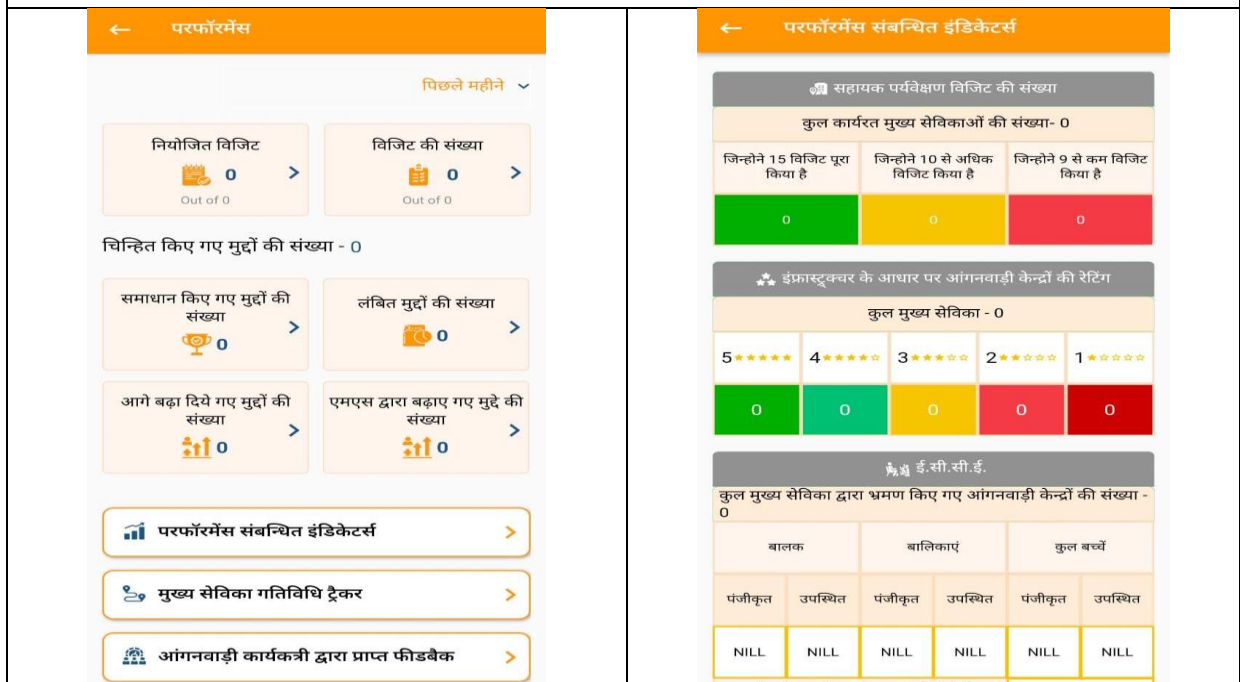 परफॉरमेंस
पिछले महीने
नियोजित विजिट
0
Out of 0
विजिट की संख्या
0
Out of 0
चिन्हित किए गए मुद्दों की संख्या - 0
समाधान किए गए मुद्दों की
संख्या
0
लंबित मुद्दों की संख्या
0
आगे बढ़ा दिये गए मुद्दों की
संख्या
0
एमएस द्वारा बढ़ाए गए मुद्दे की
संख्या
0
परफॉरमेंस संबन्धित इंडिकेटर्स
मुख्य सेविका गतिविधि ट्रैकर
आंगनवाड़ी कार्यकत्री द्वारा प्राप्त फीडबैक
परफॉरमेंस संबन्धित इंडिकेटर्स
सहायक पर्यवेक्षण विजिट की संख्या
कुल कार्यरत मुख्य सेविकाओं की संख्या- 0
जिन्होने 15 विजिट पूरा
किया है
जिन्होने 10 से अधिक
विजिट किया है
जिन्होने 9 से कम विजिट
किया है
0 0 0
इंफ्रास्ट्रक्चर के आधार पर आंगनवाड़ी केन्द्रों की रेटिंग
कुल मुख्य सेविका - 0
5★★★★★ 4★★★★☆ 3★★★☆☆ 2★★☆☆☆ 1★☆☆☆☆
0 0 0 0 0
ई.सी.सी.ई.
कुल मुख्य सेविका द्वारा भ्रमण किए गए आंगनवाड़ी केन्द्रों की संख्या -
0
बालक बालिकाएं कुल बच्चें
पंजीकृत उपस्थित पंजीकृत उपस्थित पंजीकृत उपस्थित
NILL NILL NILL NILL NILL NILL